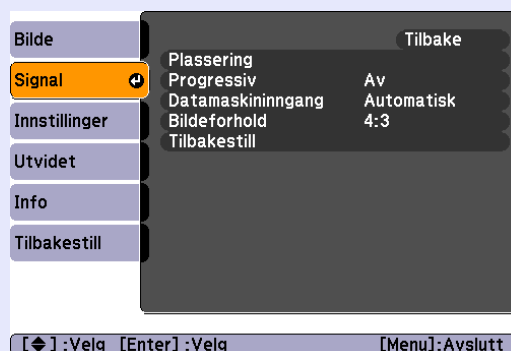 Bilde
Signal
Innstillinger
Utvidet
Info
Tilbakestill
Tilbake
Plassering
Progressiv Av
Datamaskininngang Automatisk
Bildeforhold 4:3
Tilbakestill
[◆]:Velg [Enter]:Velg [Menu]:Avslutt